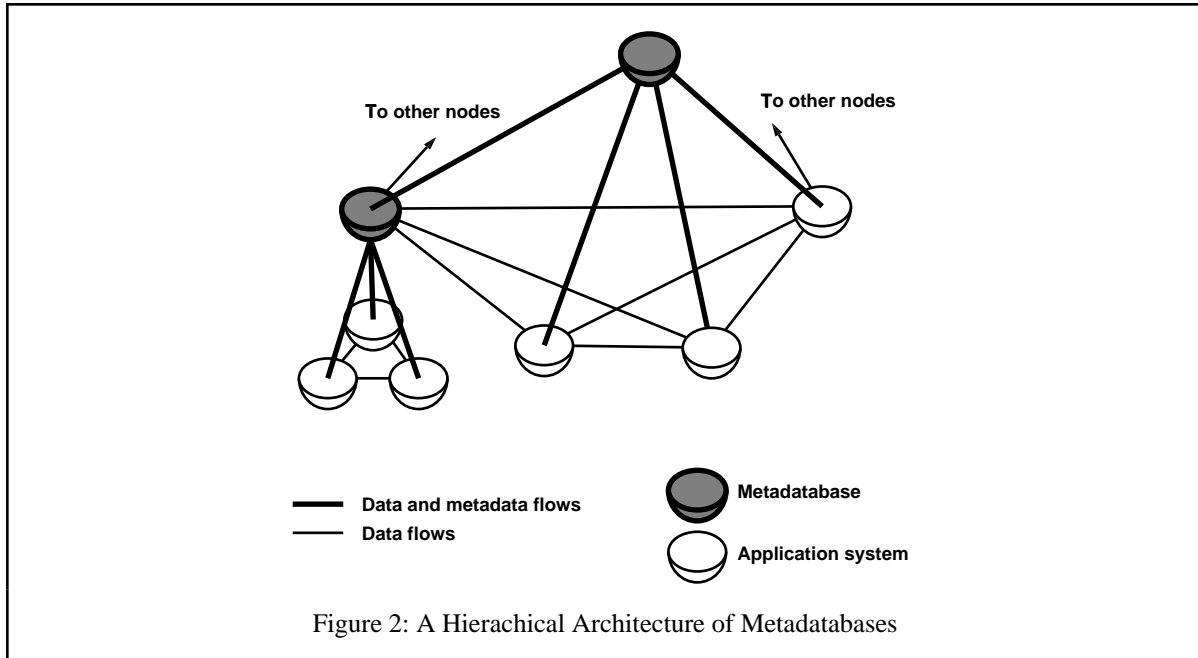 To other nodes
To other nodes
Data and metadata flows
Data flows
Metadatabase
Application system
Figure 2: A Hierachical Architecture of Metadatabases